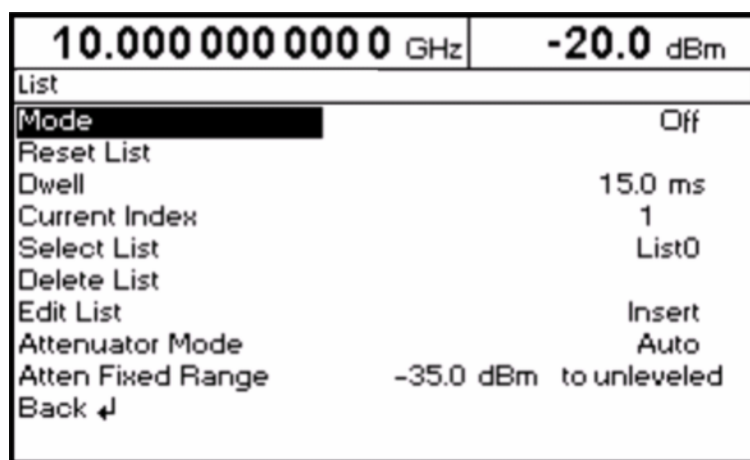 10.000 000 000 0 GHz -20.0 dBm
List
Mode Off
Reset List
Dwell 15.0 ms
Current Index 1
Select List List0
Delete List
Edit List Insert
Attenuator Mode Auto
Atten Fixed Range -35.0 dBm to unleveled
Back ↲